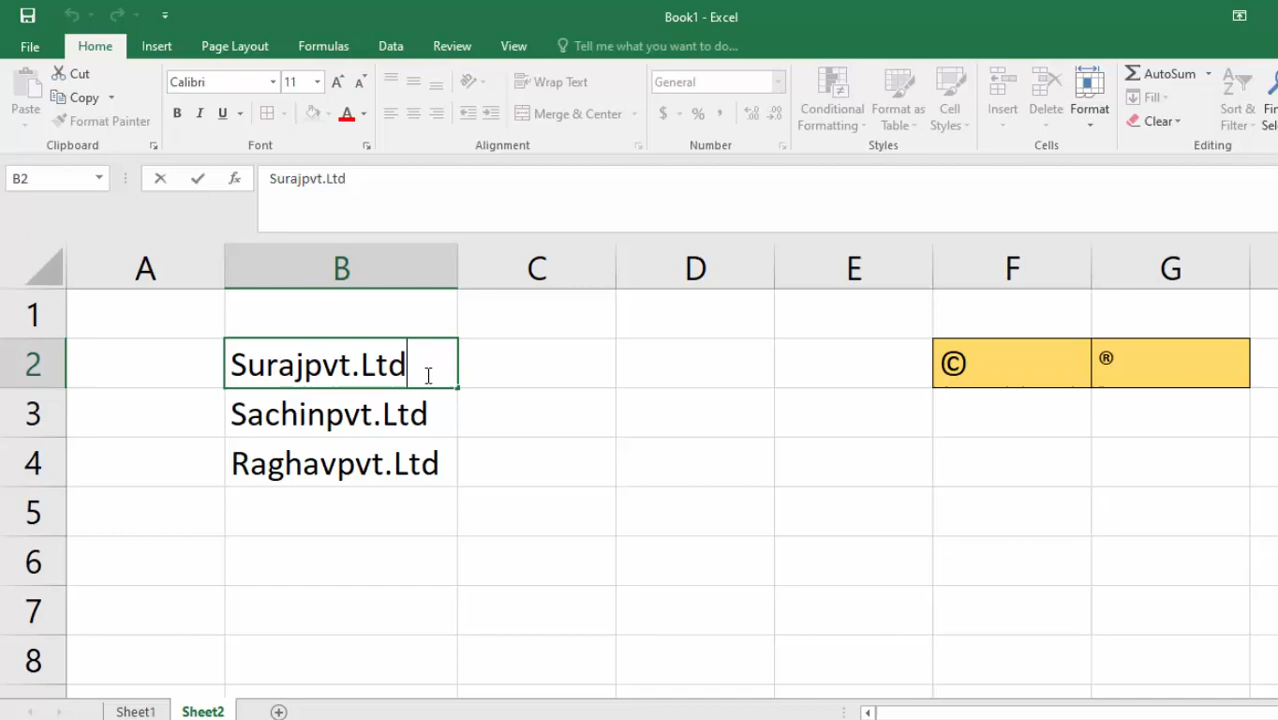 Book1 - Excel
File Home Insert Page Layout Formulas Data Review View Tell me what you want to do...
Paste Cut Copy Format Painter Clipboard
Calibri 11 A A B I U A Font
Wrap Text Merge & Center Alignment
General $ % , Number
Conditional Formatting Format as Table Cell Styles Styles
Insert Delete Format Cells
AutoSum Fill Clear Sort & Filter Editing
B2 fx Surajpvt.Ltd
A B C D E F G
1
2 Surajpvt.Ltd © ®
3 Sachinpvt.Ltd
4 Raghavpvt.Ltd
5
6
7
8
Sheet1 Sheet2